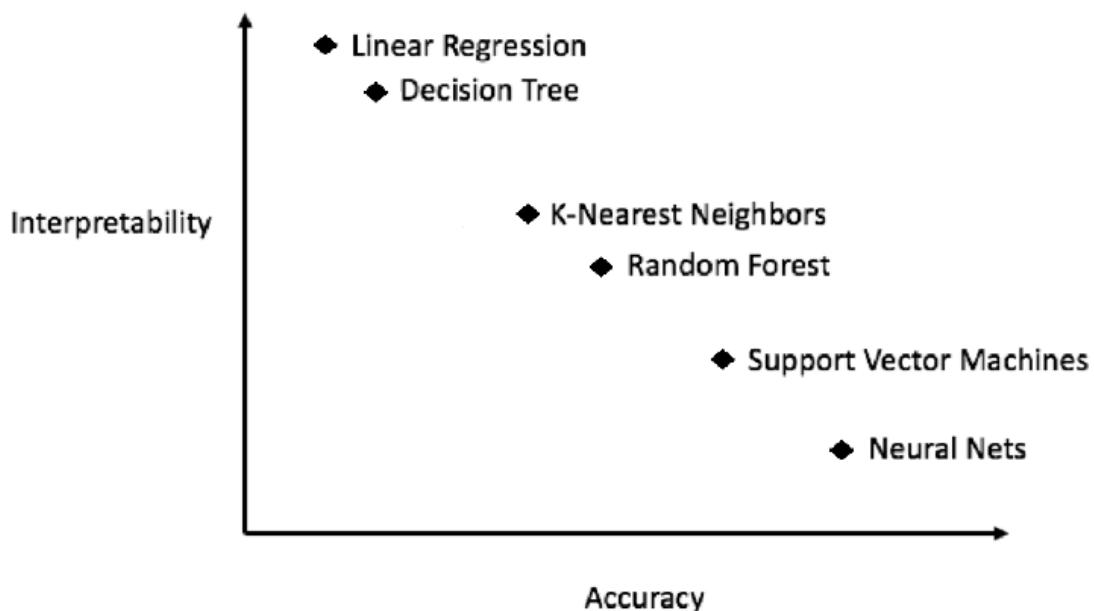 Linear Regression
Decision Tree
Interpretability
K-Nearest Neighbors
Random Forest
Support Vector Machines
Neural Nets
Accuracy